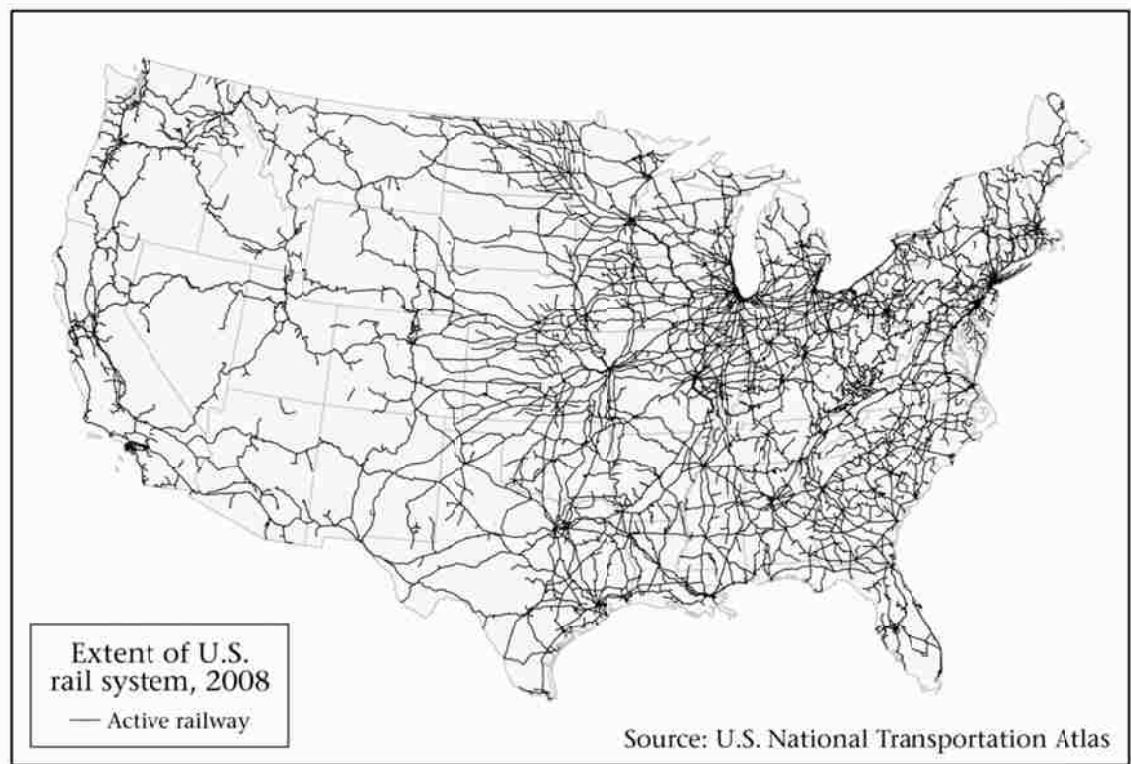 Extent of U.S.
rail system, 2008
Active railway
Source: U.S. National Transportation Atlas